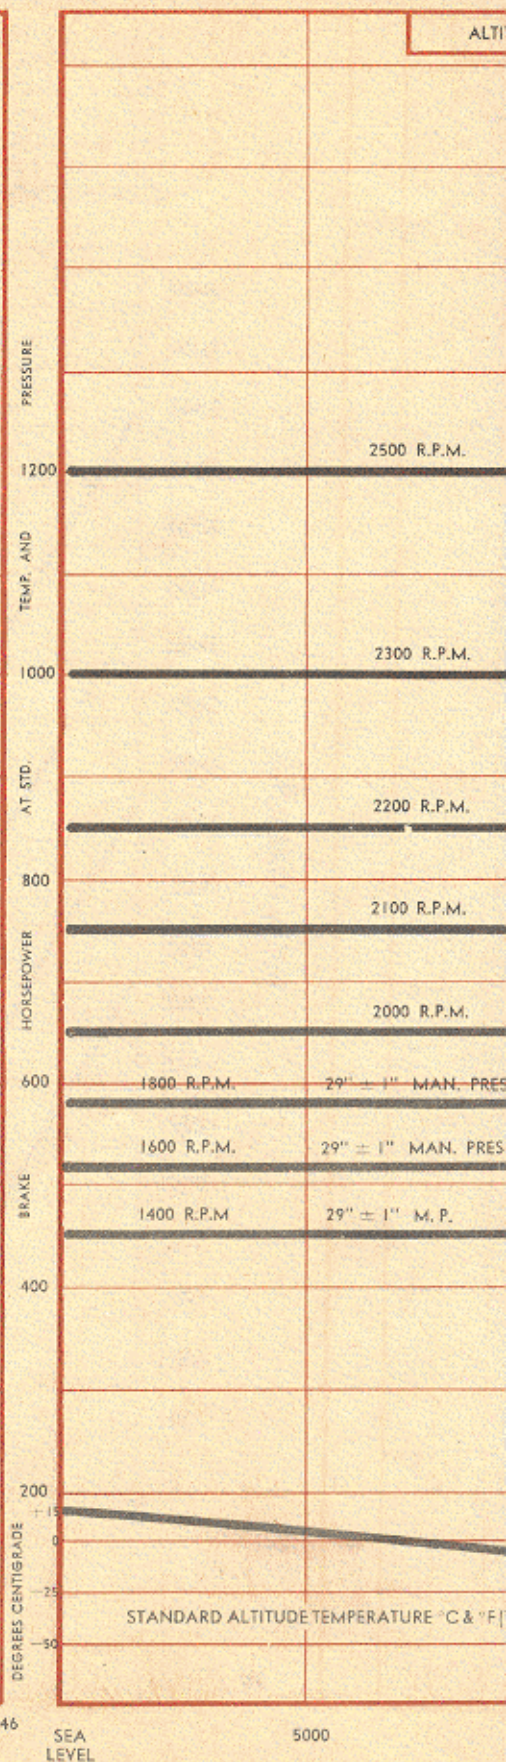 ALTI
PRESSURE
2500 R.P.M.
1200
TEMP. AND
2300 R.P.M.
1000
AT STD.
2200 R.P.M.
800
2100 R.P.M.
HORSEPOWER
2000 R.P.M.
600
1800 R.P.M. 29" ± 1" MAN. PRES
1600 R.P.M. 29" ± 1" MAN. PRES
BRAKE
1400 R.P.M 29" ± 1" M. P.
400
200
+15
0
DEGREES CENTIGRADE
-25
STANDARD ALTITUDE TEMPERATURE °C & °F
-50
46
SEA
LEVEL
5000